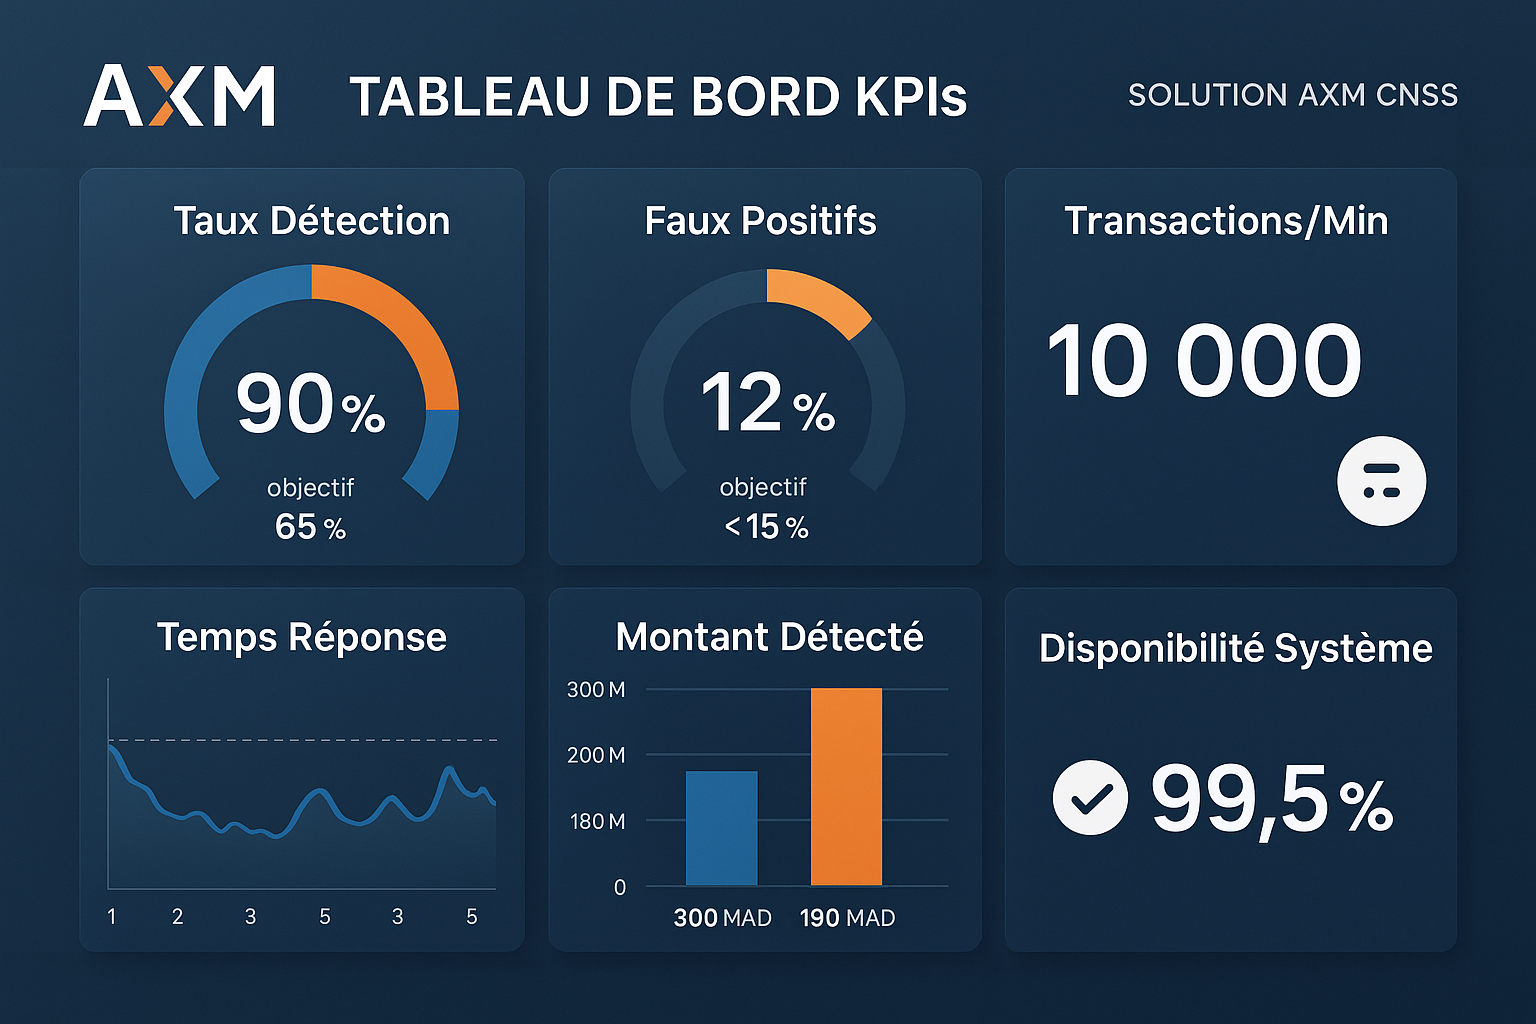 AXM
TABLEAU DE BORD KPIs
SOLUTION AXM CNSS
Taux Détection
90 %
objectif
65 %
Faux Positifs
12 %
objectif
<15 %
Transactions/Min
10 000
Temps Réponse
1 2 3 5 3 5
Montant Détecté
300 M
200 M
180 M
0
300 MAD 190 MAD
Disponibilité Système
99,5 %